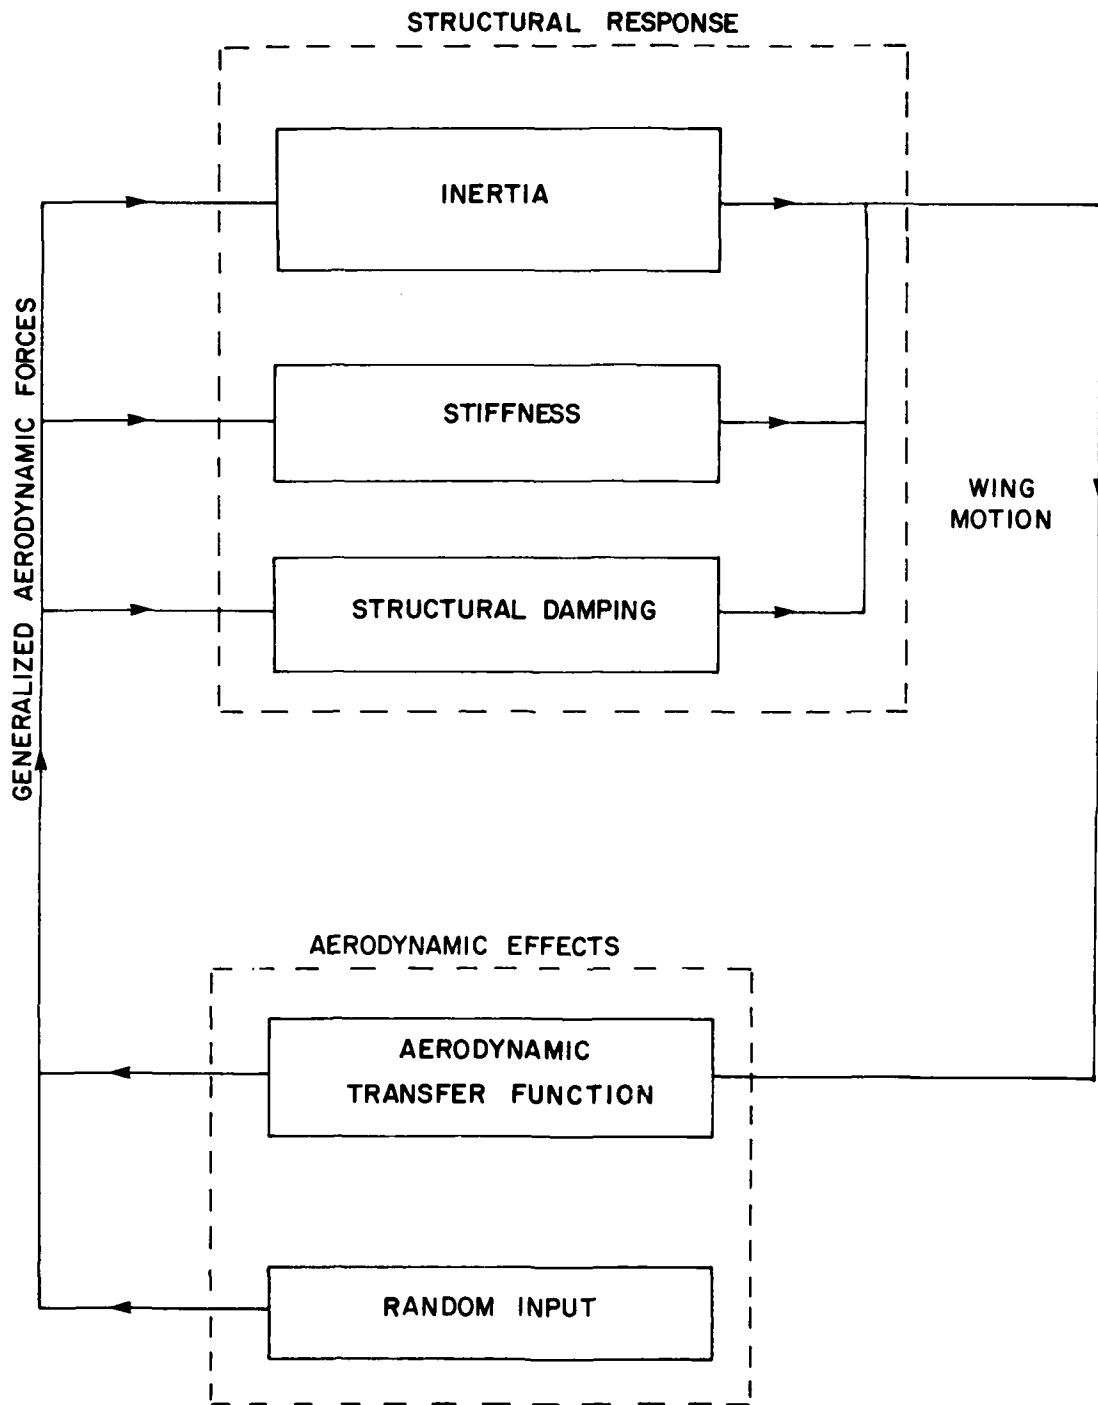 STRUCTURAL RESPONSE
INERTIA
STIFFNESS
STRUCTURAL DAMPING
GENERALIZED AERODYNAMIC FORCES
WING
MOTION
AERODYNAMIC EFFECTS
AERODYNAMIC
TRANSFER FUNCTION
RANDOM INPUT